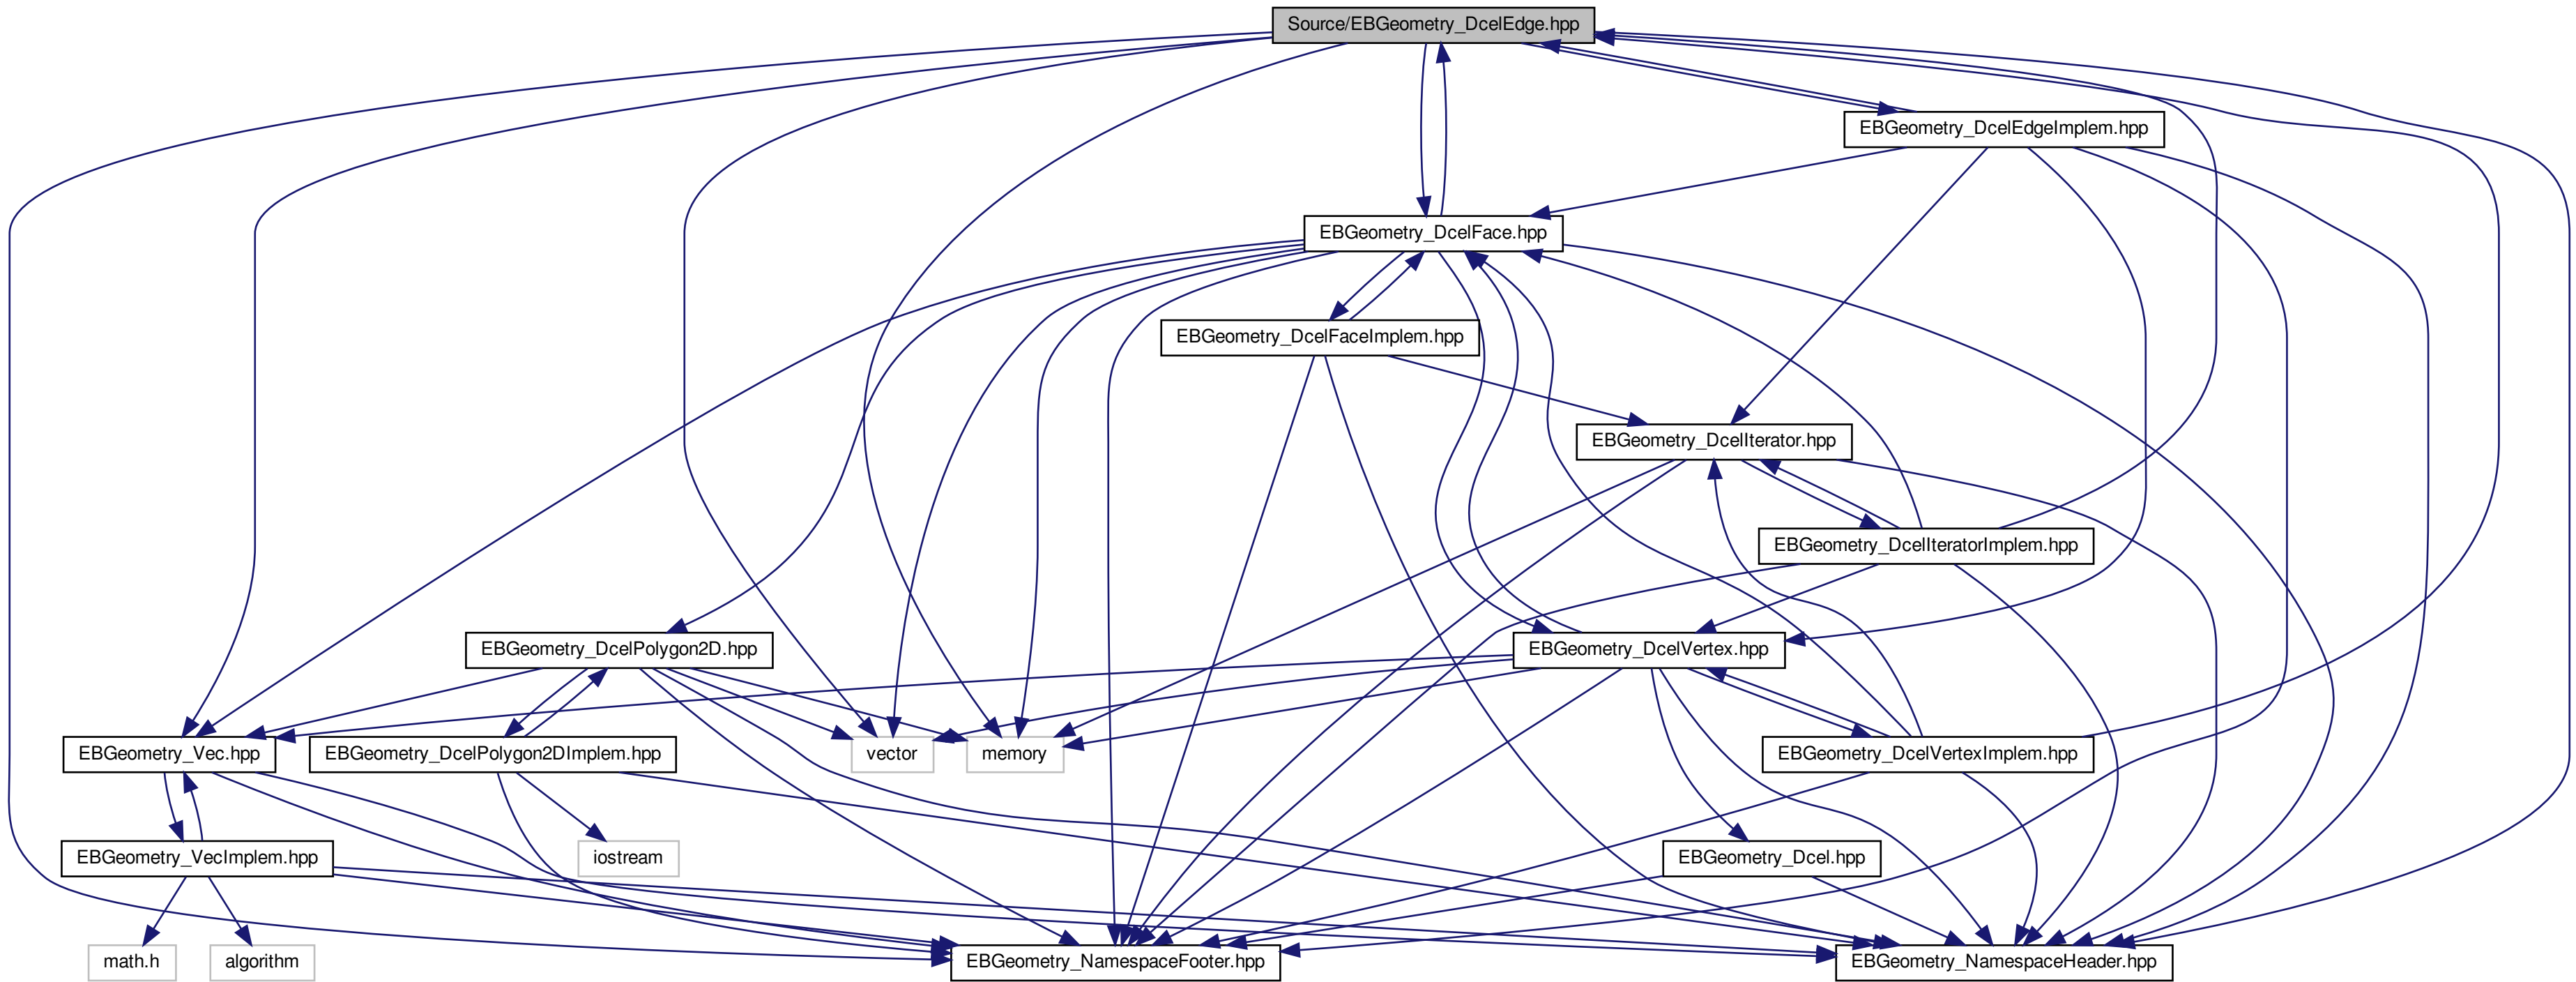 Source/EBGeometry_DcelEdge.hpp
EBGeometry_DcelEdgeImplem.hpp
EBGeometry_DcelFace.hpp
EBGeometry_DcelFaceImplem.hpp
EBGeometry_DcelIterator.hpp
EBGeometry_DcelIteratorImplem.hpp
EBGeometry_DcelPolygon2D.hpp
EBGeometry_DcelVertex.hpp
EBGeometry_Vec.hpp
EBGeometry_DcelPolygon2DImplem.hpp
vector
memory
EBGeometry_DcelVertexImplem.hpp
EBGeometry_VecImplem.hpp
iostream
EBGeometry_Dcel.hpp
math.h
algorithm
EBGeometry_NamespaceFooter.hpp
EBGeometry_NamespaceHeader.hpp